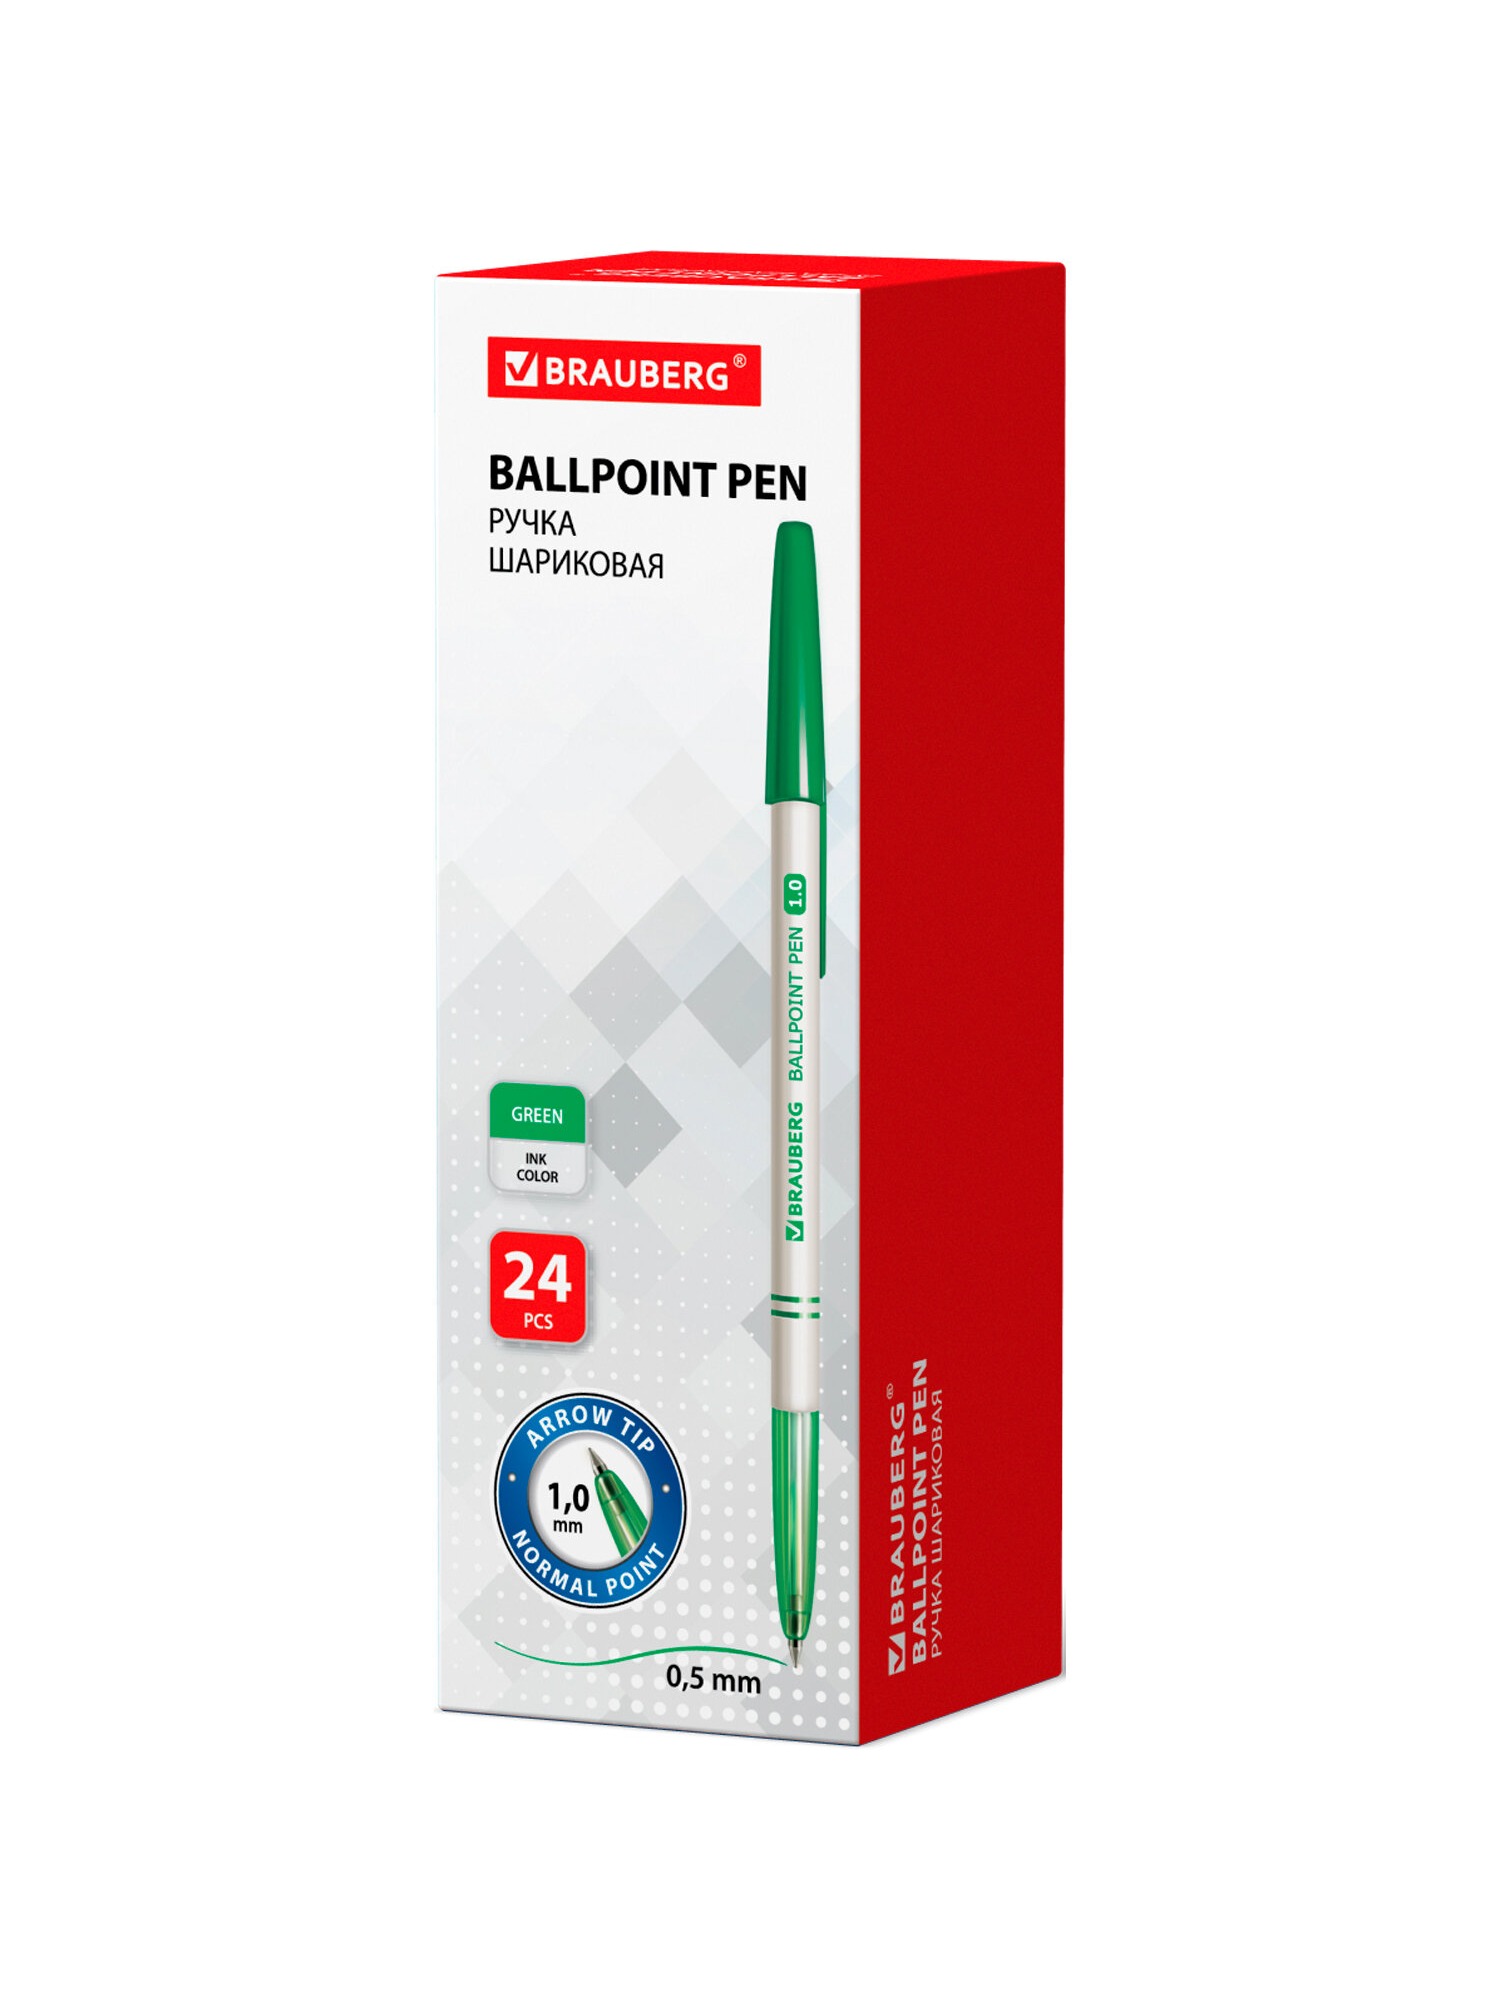 BRAUBERG®
BALLPOINT PEN
РУЧКА
ШАРИКОВАЯ
BRAUBERG BALLPOINT PEN 1.0
GREEN
INK
COLOR
24
PCS
ARROW TIP
1,0
mm
NORMAL POINT
0,5 mm
BRAUBERG®
BALLPOINT PEN
РУЧКА ШАРИКОВАЯ